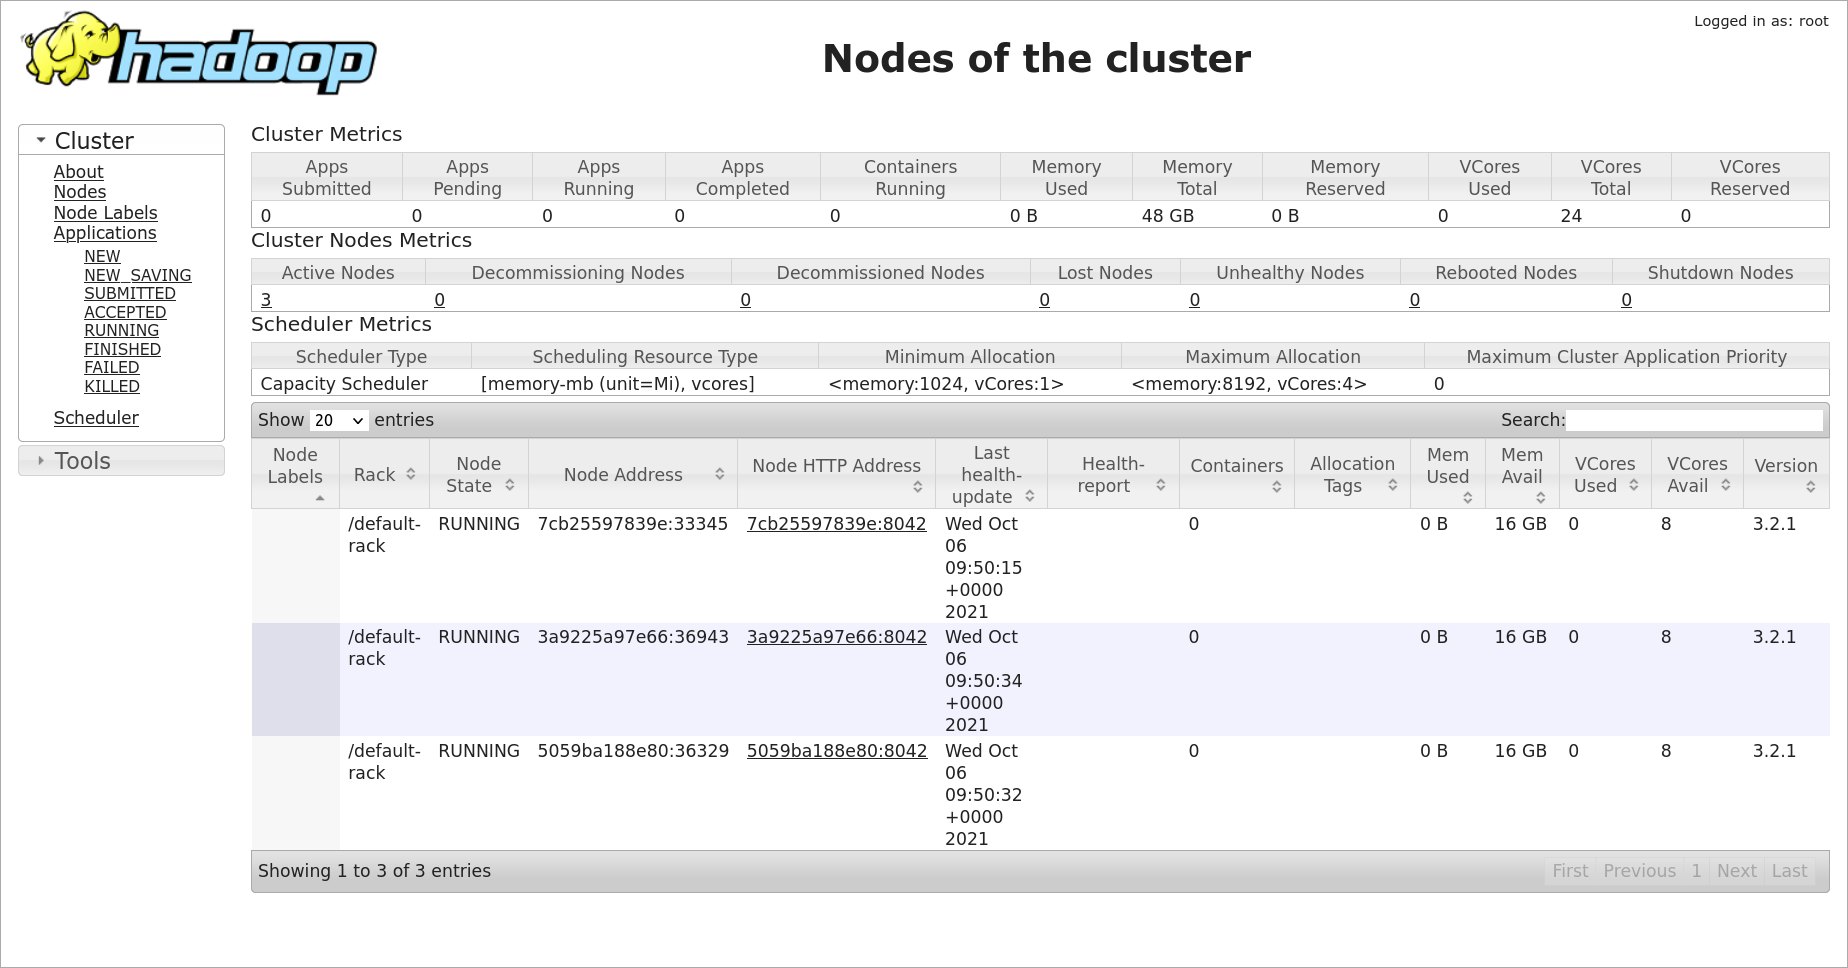 hadoop
Logged in as: root
Nodes of the cluster
Cluster
About
Nodes
Node Labels
Applications
NEW
NEW_SAVING
SUBMITTED
ACCEPTED
RUNNING
FINISHED
FAILED
KILLED
Scheduler
Tools
Cluster Metrics
Apps Submitted Apps Pending Apps Running Apps Completed Containers Running Memory Used Memory Total Memory Reserved VCores Used VCores Total VCores Reserved
0 0 0 0 0 0 B 48 GB 0 B 0 24 0
Cluster Nodes Metrics
Active Nodes Decommissioning Nodes Decommissioned Nodes Lost Nodes Unhealthy Nodes Rebooted Nodes Shutdown Nodes
3 0 0 0 0 0 0
Scheduler Metrics
Scheduler Type Scheduling Resource Type Minimum Allocation Maximum Allocation Maximum Cluster Application Priority
Capacity Scheduler [memory-mb (unit=Mi), vcores] <memory:1024, vCores:1> <memory:8192, vCores:4> 0
Show 20 entries Search:
Node Labels Rack Node State Node Address Node HTTP Address Last health-update Health-report Containers Allocation Tags Mem Used Mem Avail VCores Used VCores Avail Version
/default-rack RUNNING 7cb25597839e:33345 7cb25597839e:8042 Wed Oct 06 09:50:15 +0000 2021 0 0 B 16 GB 0 8 3.2.1
/default-rack RUNNING 3a9225a97e66:36943 3a9225a97e66:8042 Wed Oct 06 09:50:34 +0000 2021 0 0 B 16 GB 0 8 3.2.1
/default-rack RUNNING 5059ba188e80:36329 5059ba188e80:8042 Wed Oct 06 09:50:32 +0000 2021 0 0 B 16 GB 0 8 3.2.1
Showing 1 to 3 of 3 entries First Previous 1 Next Last